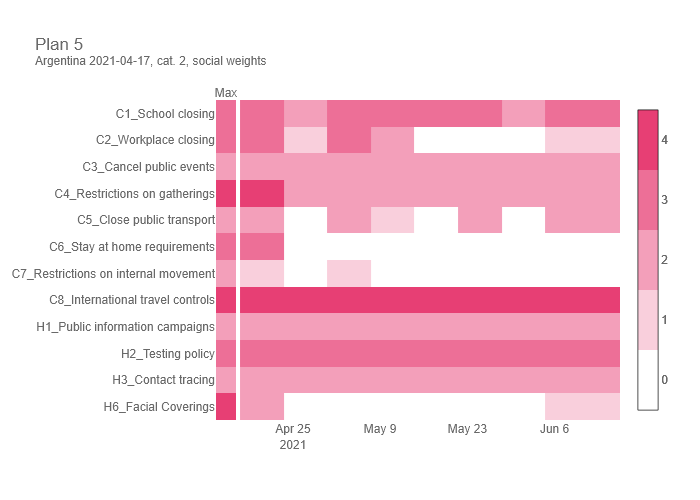 Plan 5
Argentina 2021-04-17, cat. 2, social weights
Max
C1_School closing
C2_Workplace closing
C3_Cancel public events
C4_Restrictions on gatherings
C5_Close public transport
C6_Stay at home requirements
C7_Restrictions on internal movement
C8_International travel controls
H1_Public information campaigns
H2_Testing policy
H3_Contact tracing
H6_Facial Coverings
Apr 25 May 9 May 23 Jun 6
2021
4
3
2
1
0